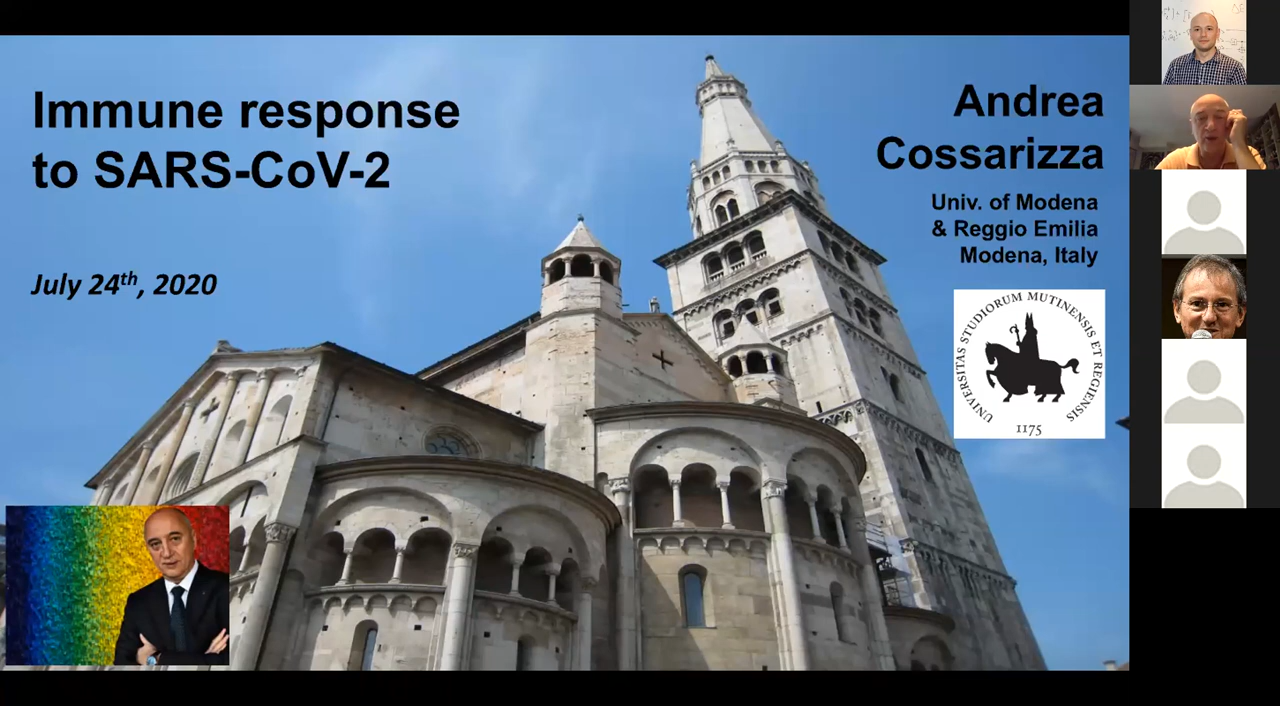 Immune response
to SARS-CoV-2
July 24th, 2020
Andrea
Cossarizza
Univ. of Modena
& Reggio Emilia
Modena, Italy
UNIVERSITAS STUDIORUM MUTINENSIS ET REGIENSIS
1175